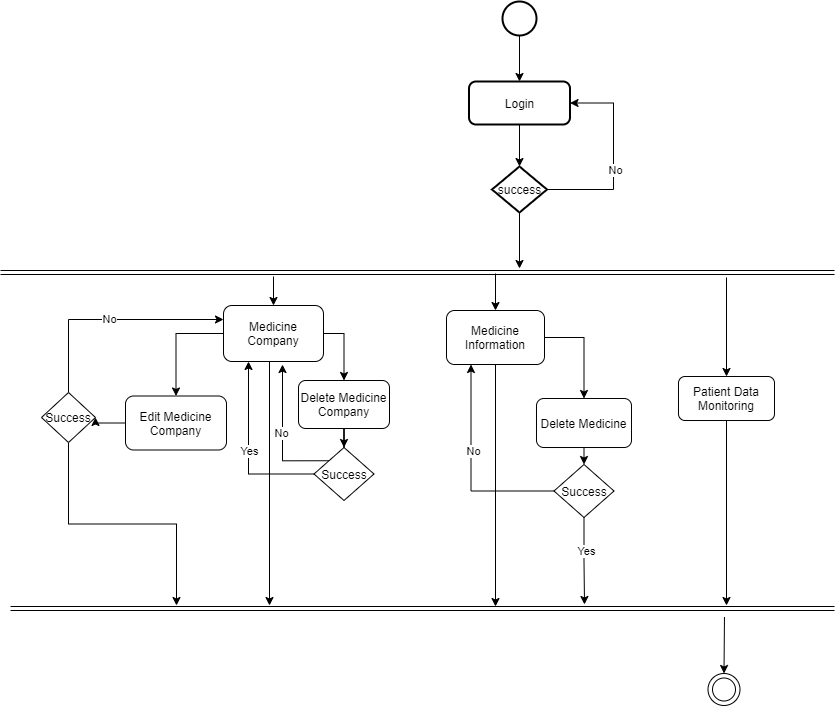 Login
No
success
No
Medicine
Company
Medicine
Information
Delete Medicine
Company
Patient Data
Monitoring
Success
Edit Medicine
Company
Delete Medicine
No
Yes
No
Success
Success
Yes